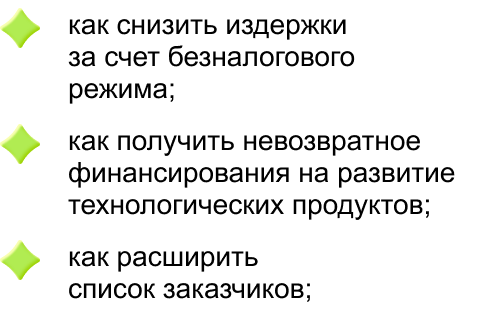 как снизить издержки
за счет безналогового
режима;
как получить невозвратное
финансирования на развитие
технологических продуктов;
как расширить
список заказчиков;